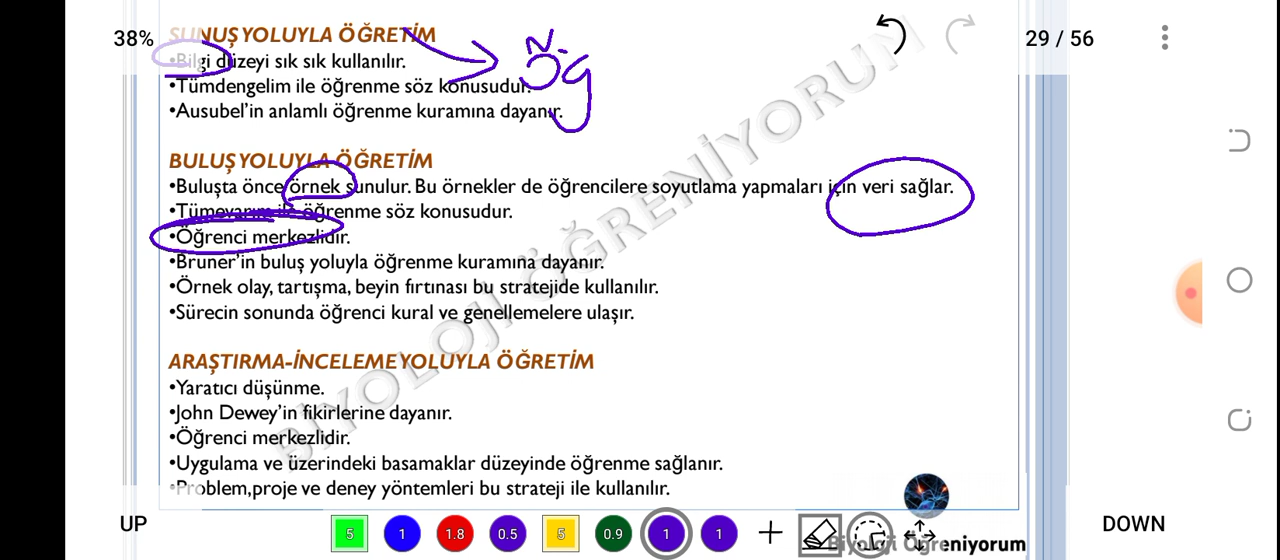 38%
29 / 56
SUNUŞ YOLUYLA ÖĞRETİM
•Bilgi düzeyi sık sık kullanılır.
Öğ
•Tümdengelim ile öğrenme söz konusudur.
•Ausubel'in anlamlı öğrenme kuramına dayanır.
BULUŞ YOLUYLA ÖĞRETİM
•Buluşta önce örnek sunulur. Bu örnekler de öğrencilere soyutlama yapmaları için veri sağlar.
•Tümevarım ile öğrenme söz konusudur.
•Öğrenci merkezlidir.
•Bruner'in buluş yoluyla öğrenme kuramına dayanır.
•Örnek olay, tartışma, beyin fırtınası bu stratejide kullanılır.
•Sürecin sonunda öğrenci kural ve genellemelere ulaşır.
ARAŞTIRMA-İNCELEME YOLUYLA ÖĞRETİM
•Yaratıcı düşünme.
•John Dewey'in fikirlerine dayanır.
•Öğrenci merkezlidir.
•Uygulama ve üzerindeki basamaklar düzeyinde öğrenme sağlanır.
•Problem,proje ve deney yöntemleri bu strateji ile kullanılır.
BİYOLOJİ ÖĞRENİYORUM
UP
5
1
1.8
0.5
5
0.9
1
1
DOWN
Biyoloji Öğreniyorum